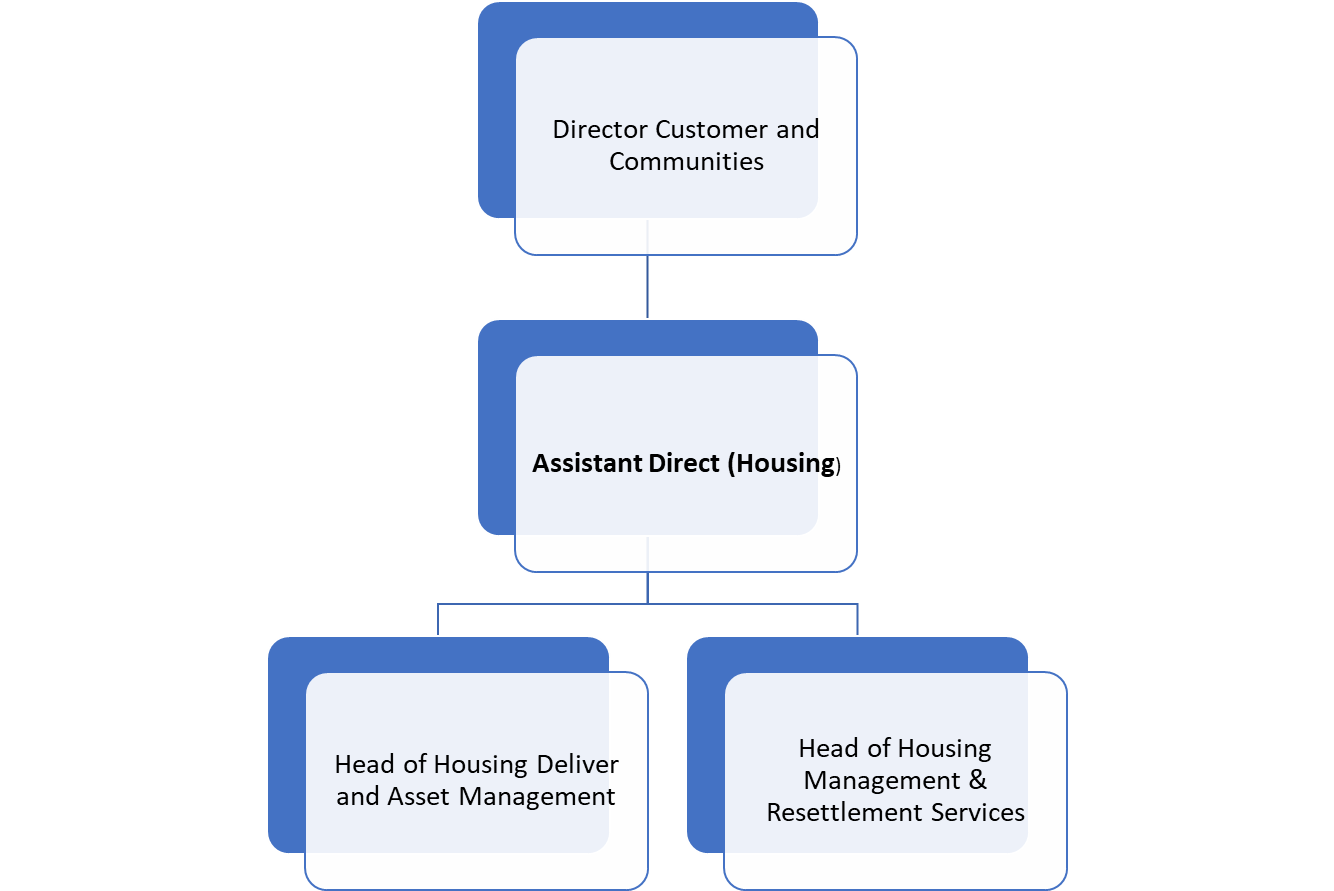 Director Customer and
Communities
Assistant Direct (Housing)
Head of Housing Deliver
and Asset Management
Head of Housing
Management &
Resettlement Services